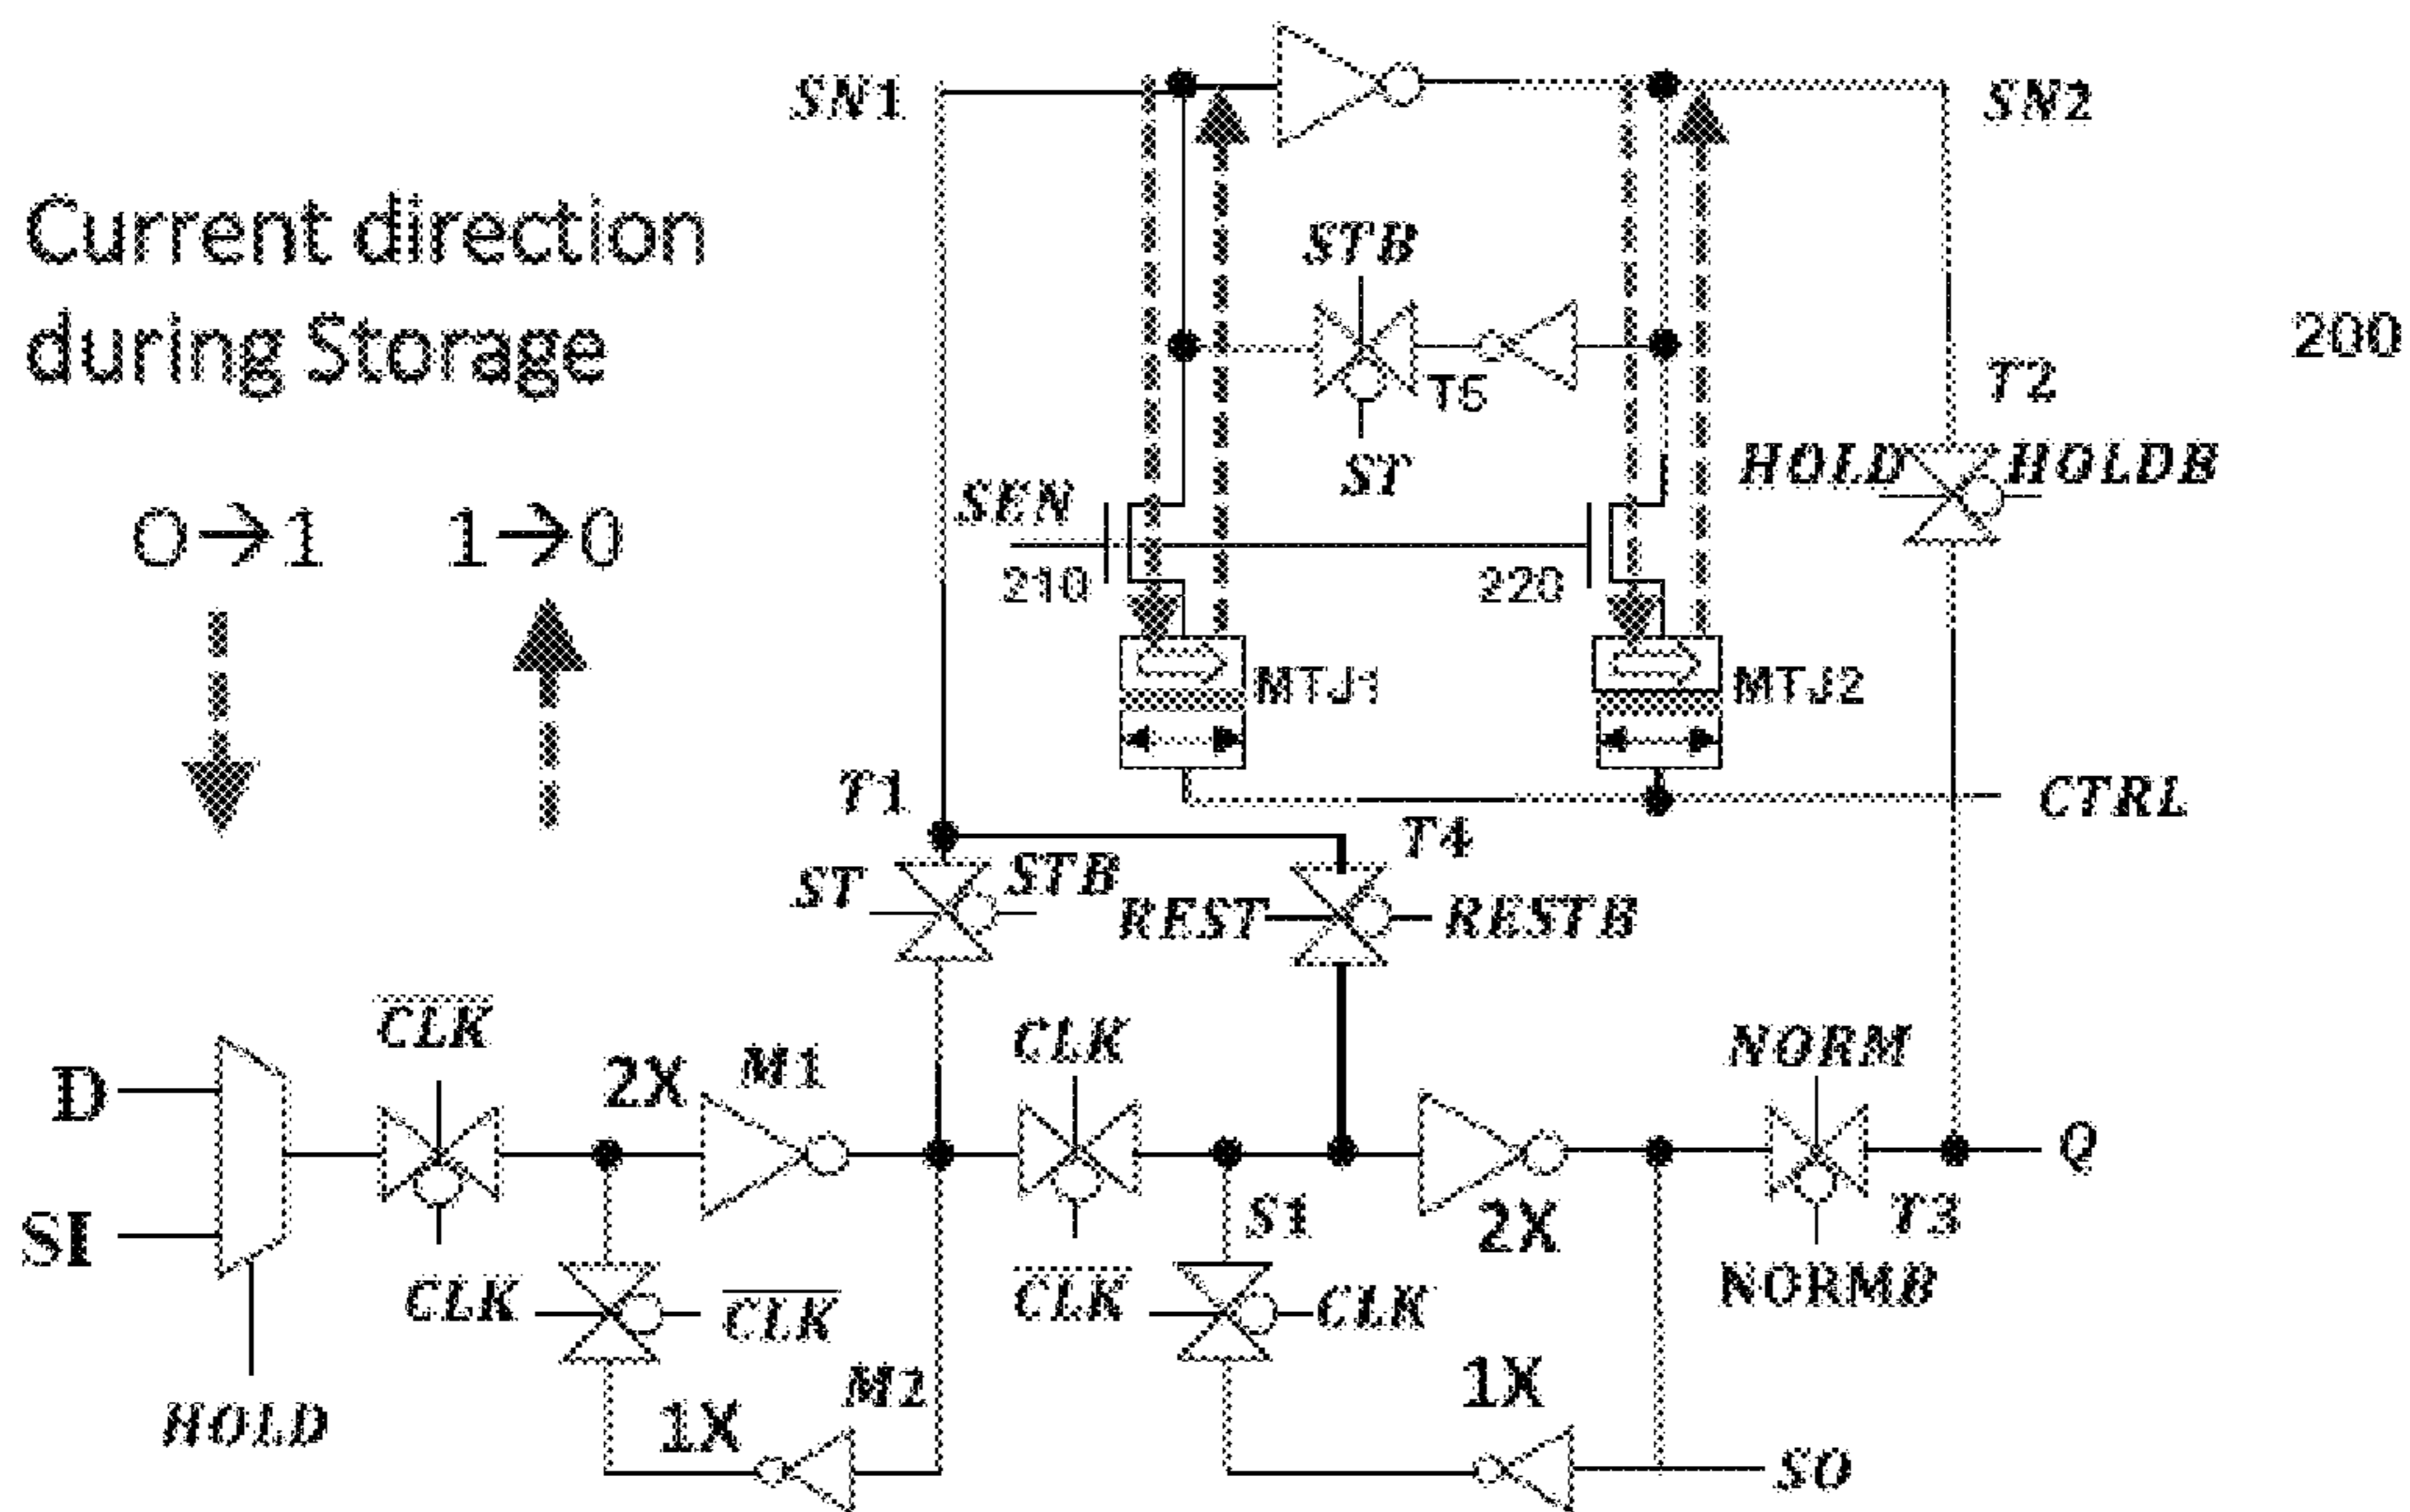 SN1
SN2
Current direction
during Storage
STB
200
T5
T2
ST
HOLD
HOLDB
SEN
0→1
1→0
210
220
MTJ1
MTJ2
T1
CTRL
T4
ST
STB
REST
RESTB
CLK
CLK
NORM
2X
M1
D
Q
S1
2X
T3
SI
CLK
CLK
CLK
CLK
NORMB
M2
1X
HOLD
1X
SO